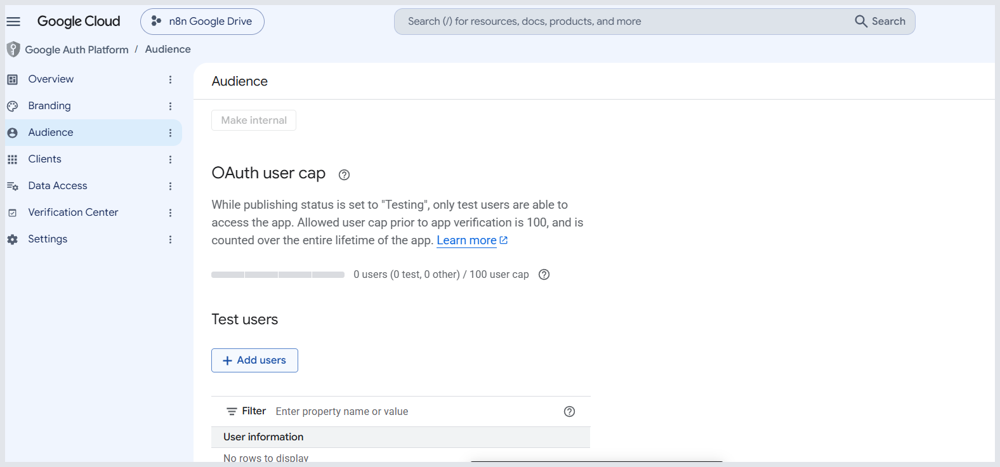 Google Cloud
n8n Google Drive
Search (/) for resources, docs, products, and more
Search
Google Auth Platform / Audience
Overview
Branding
Audience
Clients
Data Access
Verification Center
Settings
Audience
Make internal
OAuth user cap
While publishing status is set to "Testing", only test users are able to
access the app. Allowed user cap prior to app verification is 100, and is
counted over the entire lifetime of the app. Learn more
0 users (0 test, 0 other) / 100 user cap
Test users
+ Add users
Filter Enter property name or value
User information
No rows to display